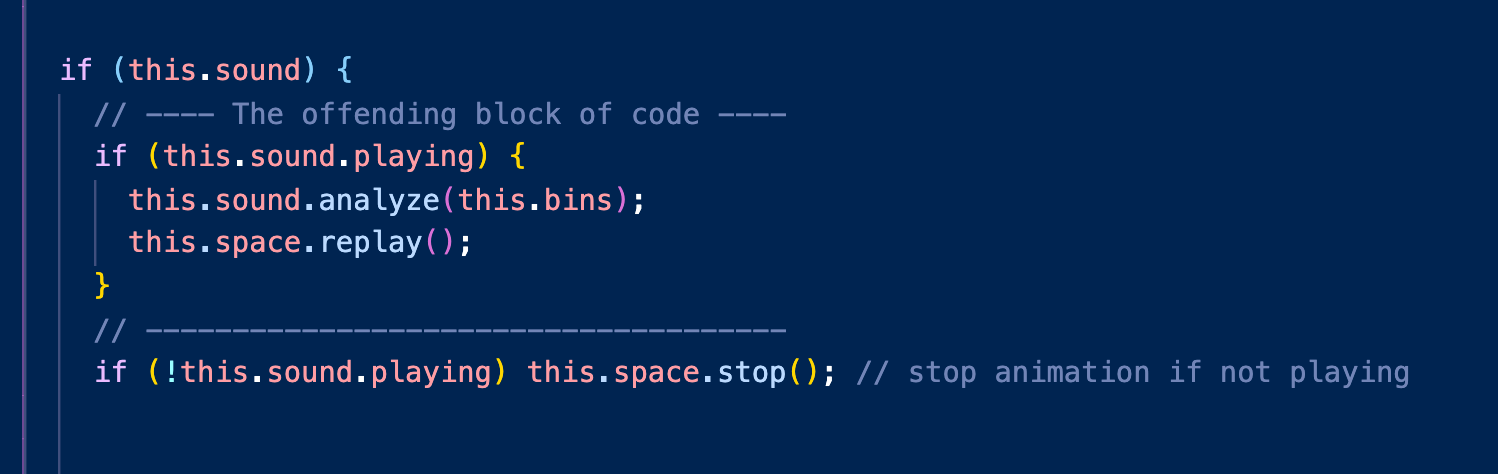 if (this.sound) {
// ---- The offending block of code ----
if (this.sound.playing) {
this.sound.analyze(this.bins);
this.space.replay();
}
// -------------------------------------
if (!this.sound.playing) this.space.stop(); // stop animation if not playing